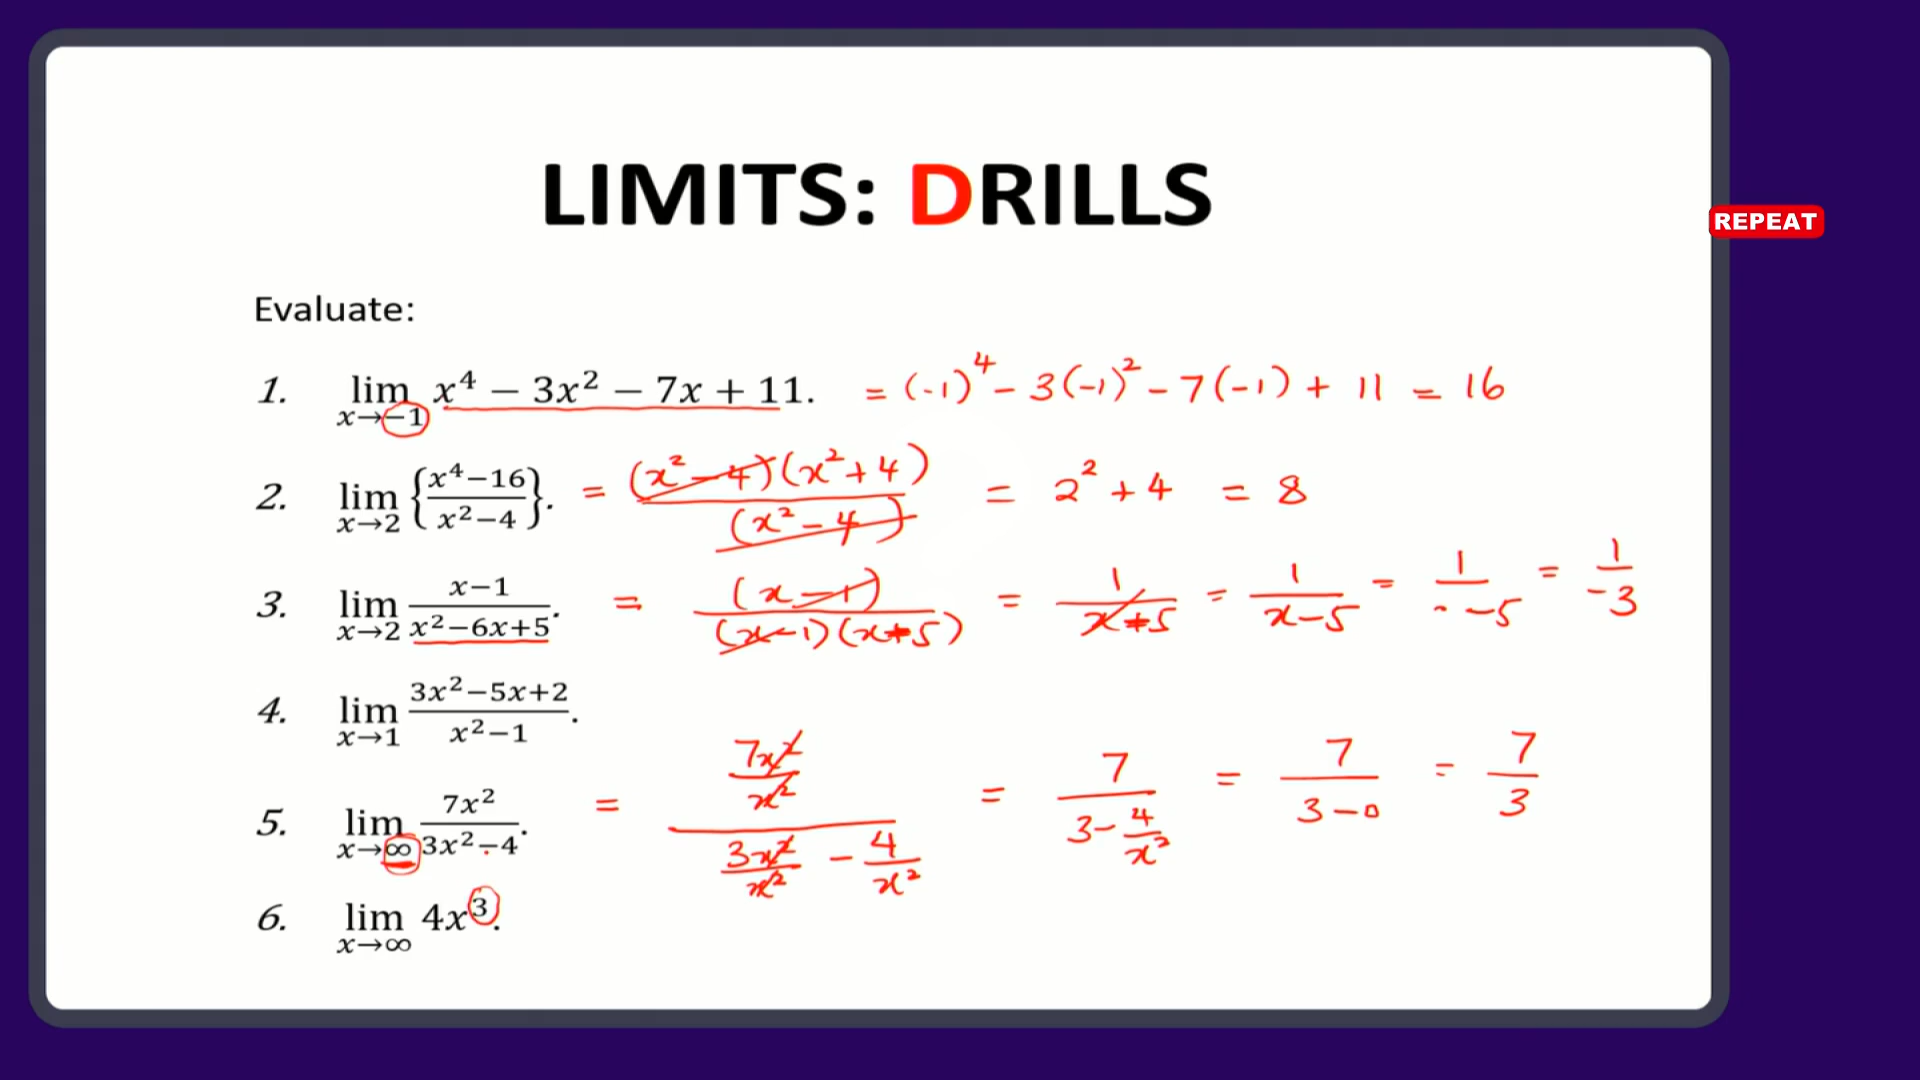 LIMITS: DRILLS
REPEAT
Evaluate:
1. lim x→−1 x⁴ − 3x² − 7x + 11. = (-1)⁴ - 3(-1)² - 7(-1) + 11 = 16
2. lim x→2 {x⁴−16 / x²−4}. = (x² - 4)(x² + 4) / (x² - 4) = 2² + 4 = 8
3. lim x→2 x−1 / x²−6x+5. = (x - 1) / (x-1)(x-5) = 1 / x+5 = 1 / x-5 = 1 / -5 = 1 / -3
4. lim x→1 3x²−5x+2 / x²−1.
5. lim x→∞ 7x² / 3x²−4. = 7x²/x² / 3x²/x² - 4/x² = 7 / 3 - 4/x² = 7 / 3 - 0 = 7 / 3
6. lim x→∞ 4x³.